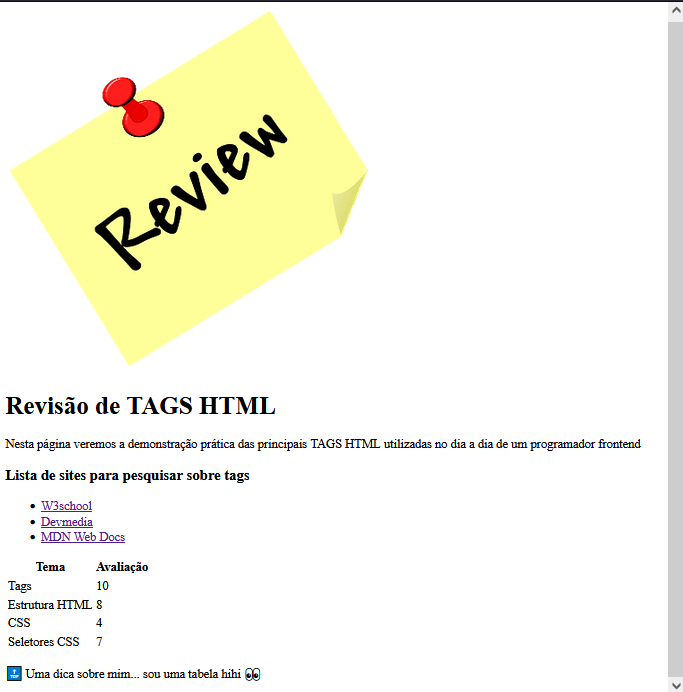 Review
Revisão de TAGS HTML
Nesta página veremos a demonstração prática das principais TAGS HTML utilizadas no dia a dia de um programador frontend
Lista de sites para pesquisar sobre tags
W3school
Devmedia
MDN Web Docs
Tema Avaliação
Tags 10
Estrutura HTML 8
CSS 4
Seletores CSS 7
🔝 Uma dica sobre mim... sou uma tabela hihi 👀